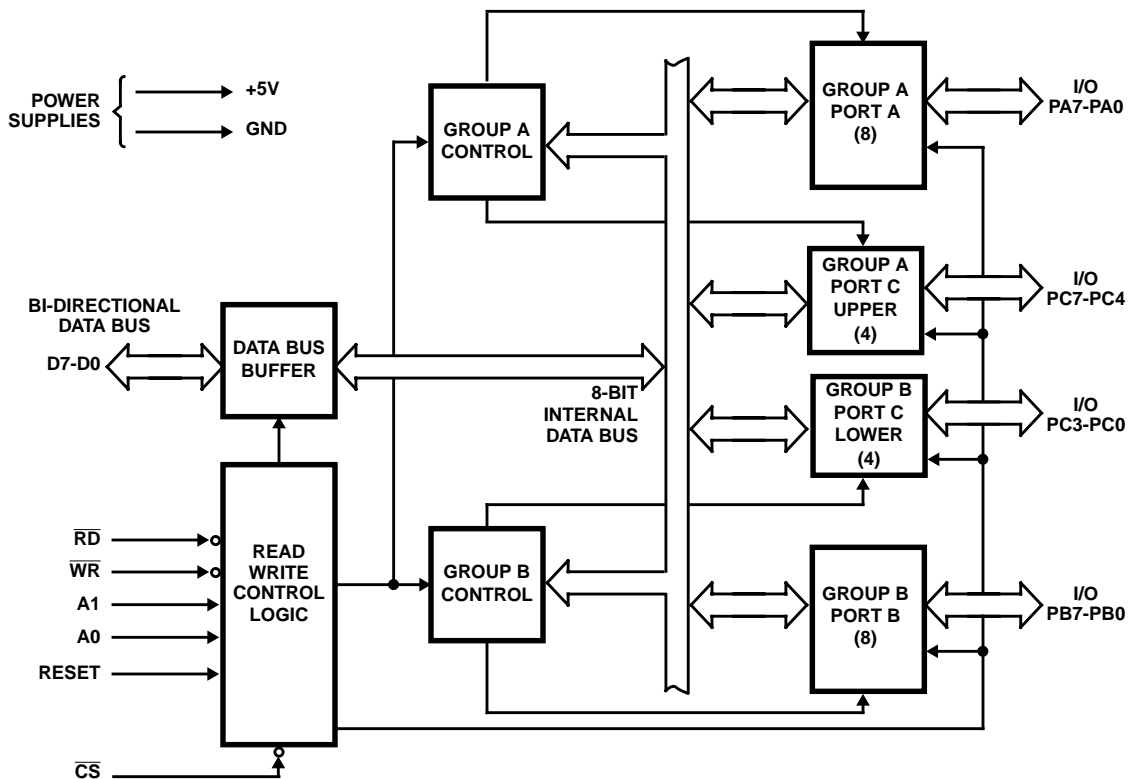 POWER
SUPPLIES
+5V
GND
GROUP A
CONTROL
GROUP A
PORT A
(8)
I/O
PA7-PA0
GROUP A
PORT C
UPPER
(4)
I/O
PC7-PC4
BI-DIRECTIONAL
DATA BUS
D7-D0
DATA BUS
BUFFER
8-BIT
INTERNAL
DATA BUS
GROUP B
PORT C
LOWER
(4)
I/O
PC3-PC0
RD
WR
A1
A0
RESET
CS
READ
WRITE
CONTROL
LOGIC
GROUP B
CONTROL
GROUP B
PORT B
(8)
I/O
PB7-PB0